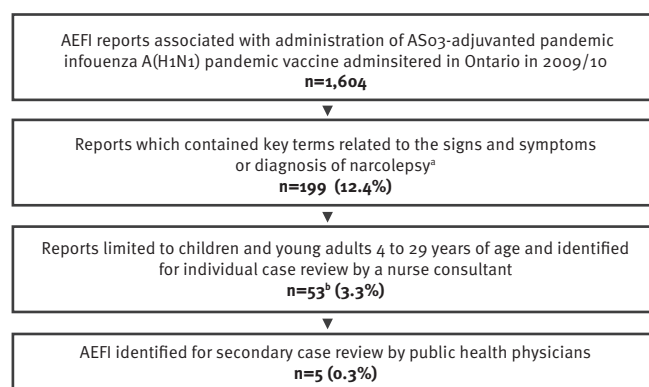 AEFI reports associated with administration of AS03-adjuvanted pandemic
infouenza A(H1N1) pandemic vaccine adminsitered in Ontario in 2009/10
n=1,604
Reports which contained key terms related to the signs and symptoms
or diagnosis of narcolepsyᵃ
n=199 (12.4%)
Reports limited to children and young adults 4 to 29 years of age and identified
for individual case review by a nurse consultant
n=53ᵇ (3.3%)
AEFI identified for secondary case review by public health physicians
n=5 (0.3%)